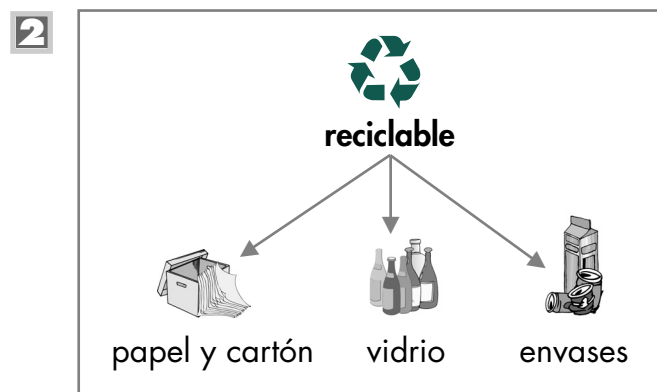 2
reciclable
papel y cartón vidrio envases